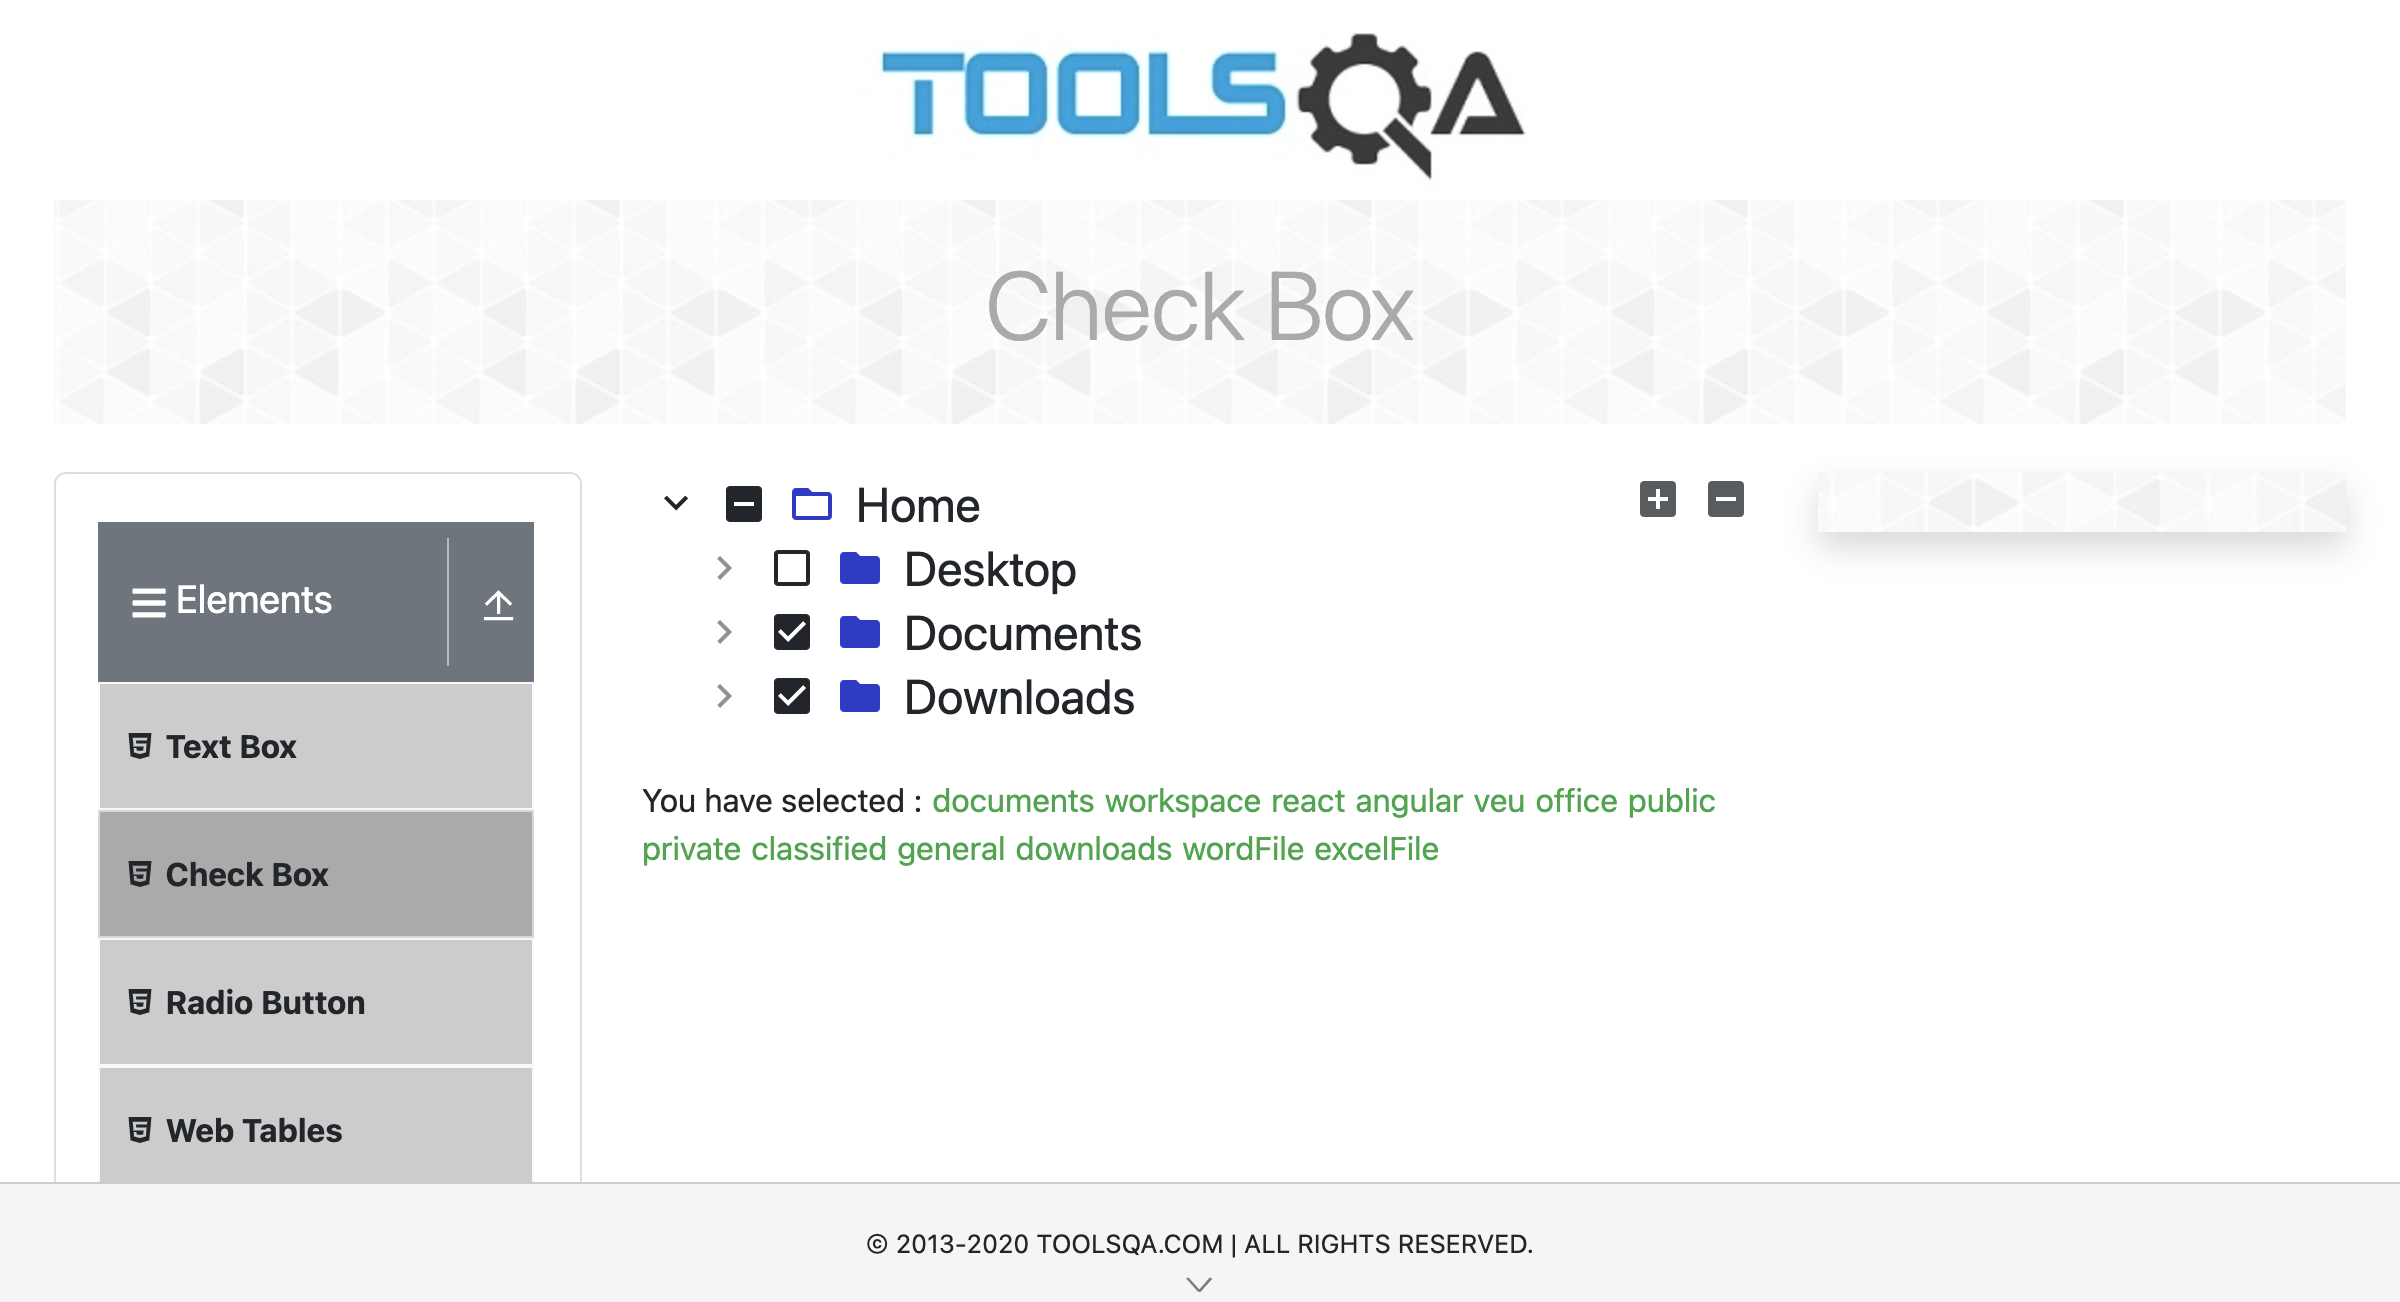 TOOLSQA
Check Box
Elements
Text Box
Check Box
Radio Button
Web Tables
Home
Desktop
Documents
Downloads
You have selected : documents workspace react angular veu office public
private classified general downloads wordFile excelFile
© 2013-2020 TOOLSQA.COM | ALL RIGHTS RESERVED.